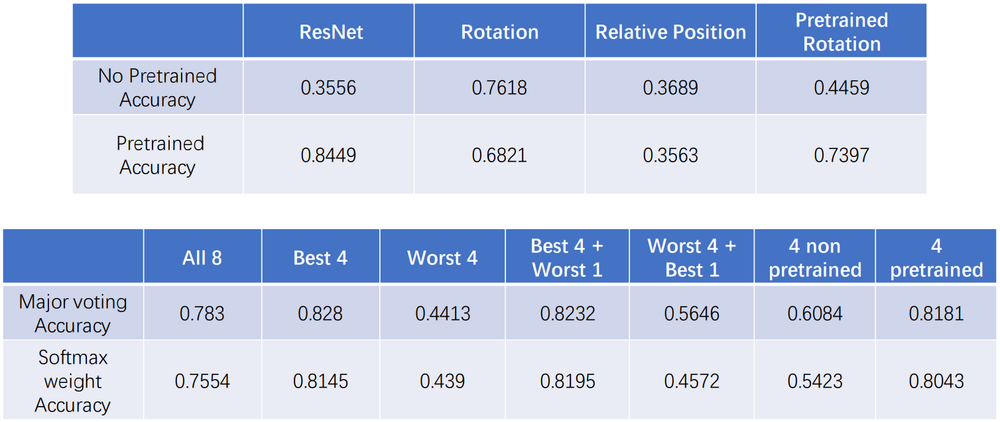 ResNet Rotation Relative Position Pretrained
Rotation
No Pretrained
Accuracy 0.3556 0.7618 0.3689 0.4459
Pretrained
Accuracy 0.8449 0.6821 0.3563 0.7397
All 8 Best 4 Worst 4 Best 4 +
Worst 1 Worst 4 +
Best 1 4 non
pretrained 4
pretrained
Major voting
Accuracy 0.783 0.828 0.4413 0.8232 0.5646 0.6084 0.8181
Softmax
weight
Accuracy 0.7554 0.8145 0.439 0.8195 0.4572 0.5423 0.8043